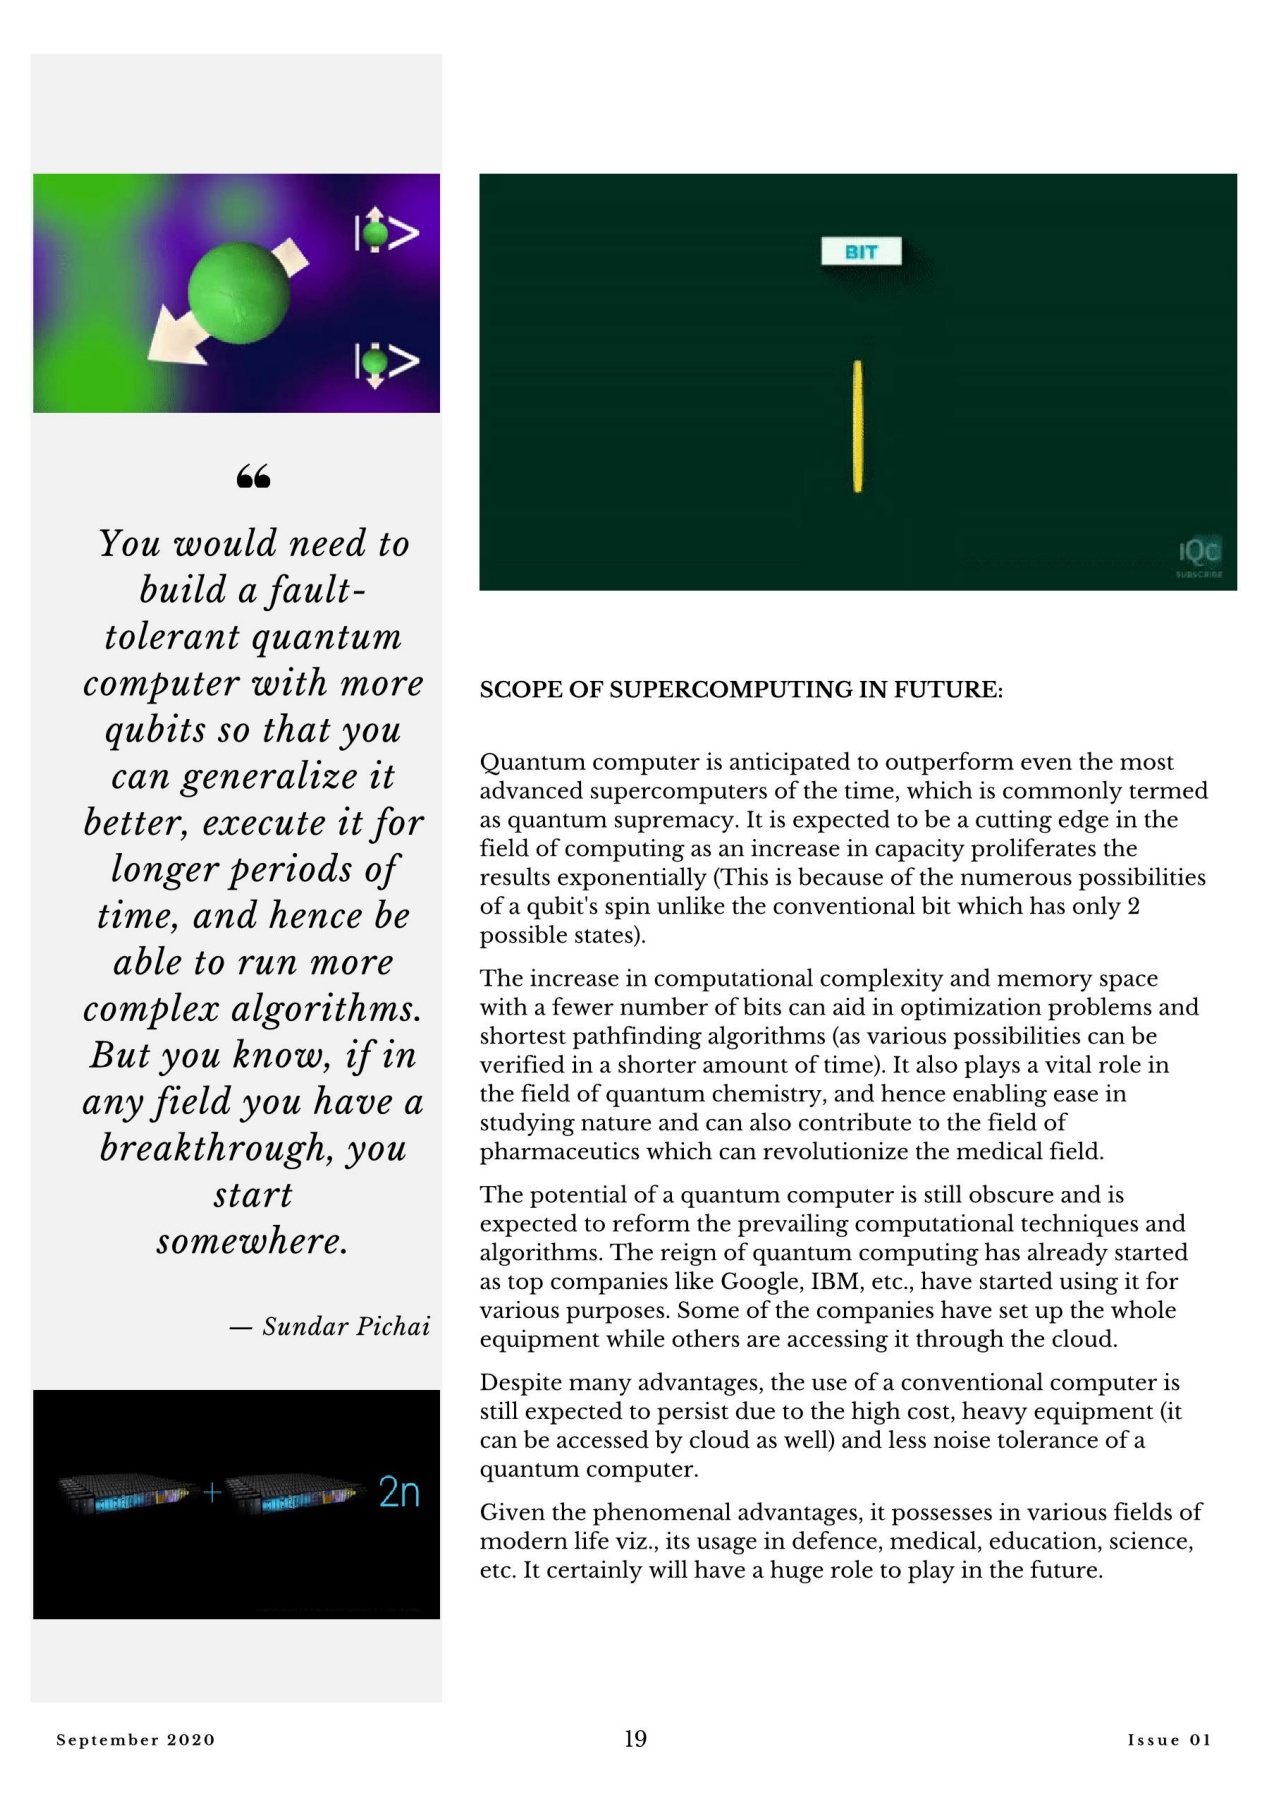 |>
|>
BIT
IQc
SUBSCRIBE
❝
You would need to
build a fault-
tolerant quantum
computer with more
qubits so that you
can generalize it
better, execute it for
longer periods of
time, and hence be
able to run more
complex algorithms.
But you know, if in
any field you have a
breakthrough, you
start
somewhere.
— Sundar Pichai
+ 2n
SCOPE OF SUPERCOMPUTING IN FUTURE:
Quantum computer is anticipated to outperform even the most
advanced supercomputers of the time, which is commonly termed
as quantum supremacy. It is expected to be a cutting edge in the
field of computing as an increase in capacity proliferates the
results exponentially (This is because of the numerous possibilities
of a qubit's spin unlike the conventional bit which has only 2
possible states).
The increase in computational complexity and memory space
with a fewer number of bits can aid in optimization problems and
shortest pathfinding algorithms (as various possibilities can be
verified in a shorter amount of time). It also plays a vital role in
the field of quantum chemistry, and hence enabling ease in
studying nature and can also contribute to the field of
pharmaceutics which can revolutionize the medical field.
The potential of a quantum computer is still obscure and is
expected to reform the prevailing computational techniques and
algorithms. The reign of quantum computing has already started
as top companies like Google, IBM, etc., have started using it for
various purposes. Some of the companies have set up the whole
equipment while others are accessing it through the cloud.
Despite many advantages, the use of a conventional computer is
still expected to persist due to the high cost, heavy equipment (it
can be accessed by cloud as well) and less noise tolerance of a
quantum computer.
Given the phenomenal advantages, it possesses in various fields of
modern life viz., its usage in defence, medical, education, science,
etc. It certainly will have a huge role to play in the future.
September 2020
19
Issue 01